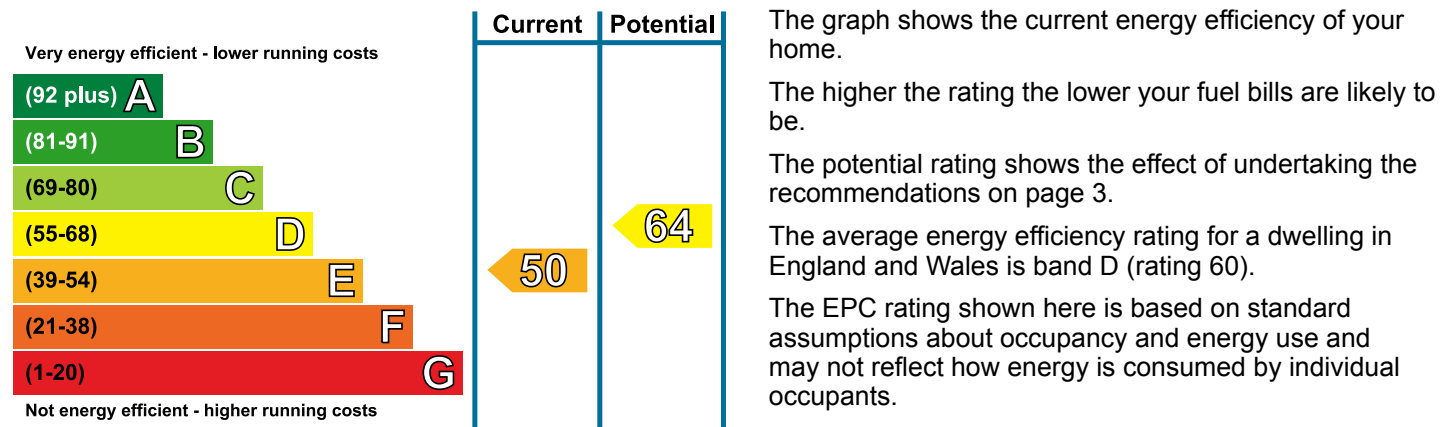 Current Potential
Very energy efficient - lower running costs
(92 plus) A
(81-91) B
(69-80) C
(55-68) D
(39-54) E
(21-38) F
(1-20) G
Not energy efficient - higher running costs
50
64
The graph shows the current energy efficiency of your
home.
The higher the rating the lower your fuel bills are likely to
be.
The potential rating shows the effect of undertaking the
recommendations on page 3.
The average energy efficiency rating for a dwelling in
England and Wales is band D (rating 60).
The EPC rating shown here is based on standard
assumptions about occupancy and energy use and
may not reflect how energy is consumed by individual
occupants.